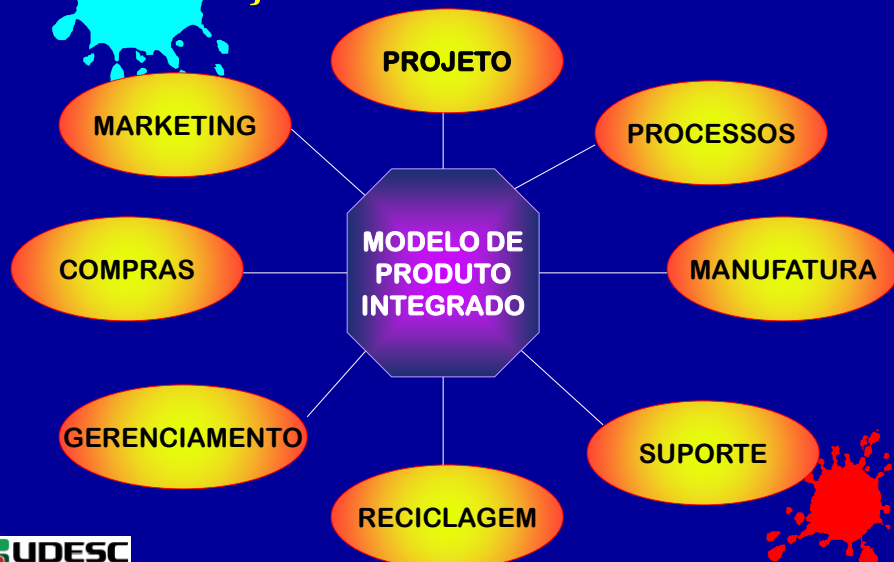 PROJETO
MARKETING
PROCESSOS
MODELO DE
PRODUTO
INTEGRADO
COMPRAS
MANUFATURA
GERENCIAMENTO
SUPORTE
RECICLAGEM
UDESC